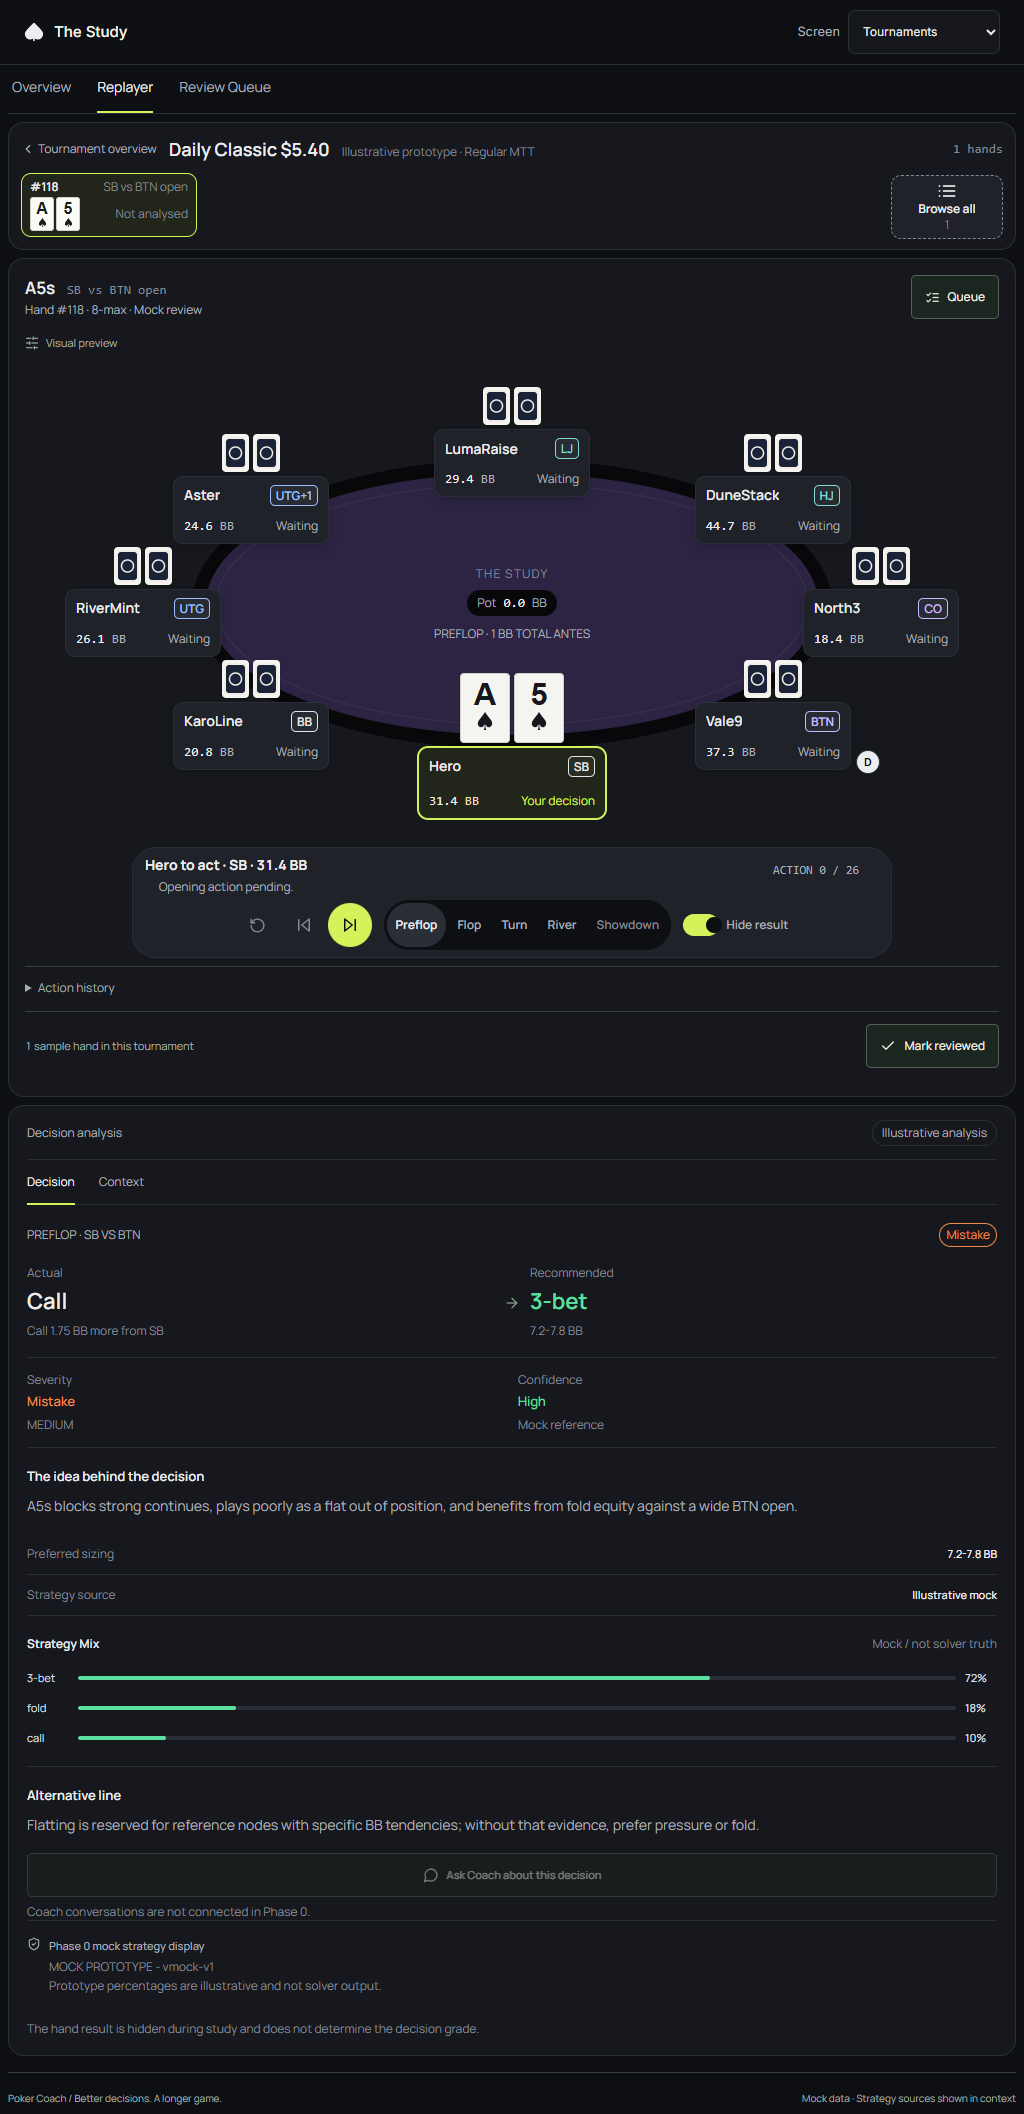 The Study
Screen Tournaments
Overview Replayer Review Queue
Tournament overview Daily Classic $5.40 Illustrative prototype · Regular MTT 1 hands
#118 SB vs BTN open
A 5 Not analysed
Browse all
1
A5s SB vs BTN open
Hand #118 · 8-max · Mock review
Queue
Visual preview
LumaRaise LJ
29.4 BB Waiting
Aster UTG+1
24.6 BB Waiting
DuneStack HJ
44.7 BB Waiting
RiverMint UTG
26.1 BB Waiting
North3 CO
18.4 BB Waiting
THE STUDY
Pot 0.0 BB
PREFLOP · 1 BB TOTAL ANTES
A 5
KaroLine BB
20.8 BB Waiting
Vale9 BTN
37.3 BB Waiting
D
Hero SB
31.4 BB Your decision
Hero to act · SB · 31.4 BB
ACTION 0 / 26
Opening action pending.
Preflop Flop Turn River Showdown Hide result
Action history
1 sample hand in this tournament
Mark reviewed
Decision analysis Illustrative analysis
Decision Context
PREFLOP · SB VS BTN Mistake
Actual Recommended
Call → 3-bet
Call 1.75 BB more from SB 7.2-7.8 BB
Severity Confidence
Mistake High
MEDIUM Mock reference
The idea behind the decision
A5s blocks strong continues, plays poorly as a flat out of position, and benefits from fold equity against a wide BTN open.
Preferred sizing 7.2-7.8 BB
Strategy source Illustrative mock
Strategy Mix Mock / not solver truth
3-bet 72%
fold 18%
call 10%
Alternative line
Flatting is reserved for reference nodes with specific BB tendencies; without that evidence, prefer pressure or fold.
Ask Coach about this decision
Coach conversations are not connected in Phase 0.
Phase 0 mock strategy display
MOCK PROTOTYPE - vmock-v1
Prototype percentages are illustrative and not solver output.
The hand result is hidden during study and does not determine the decision grade.
Poker Coach / Better decisions. A longer game. Mock data · Strategy sources shown in context